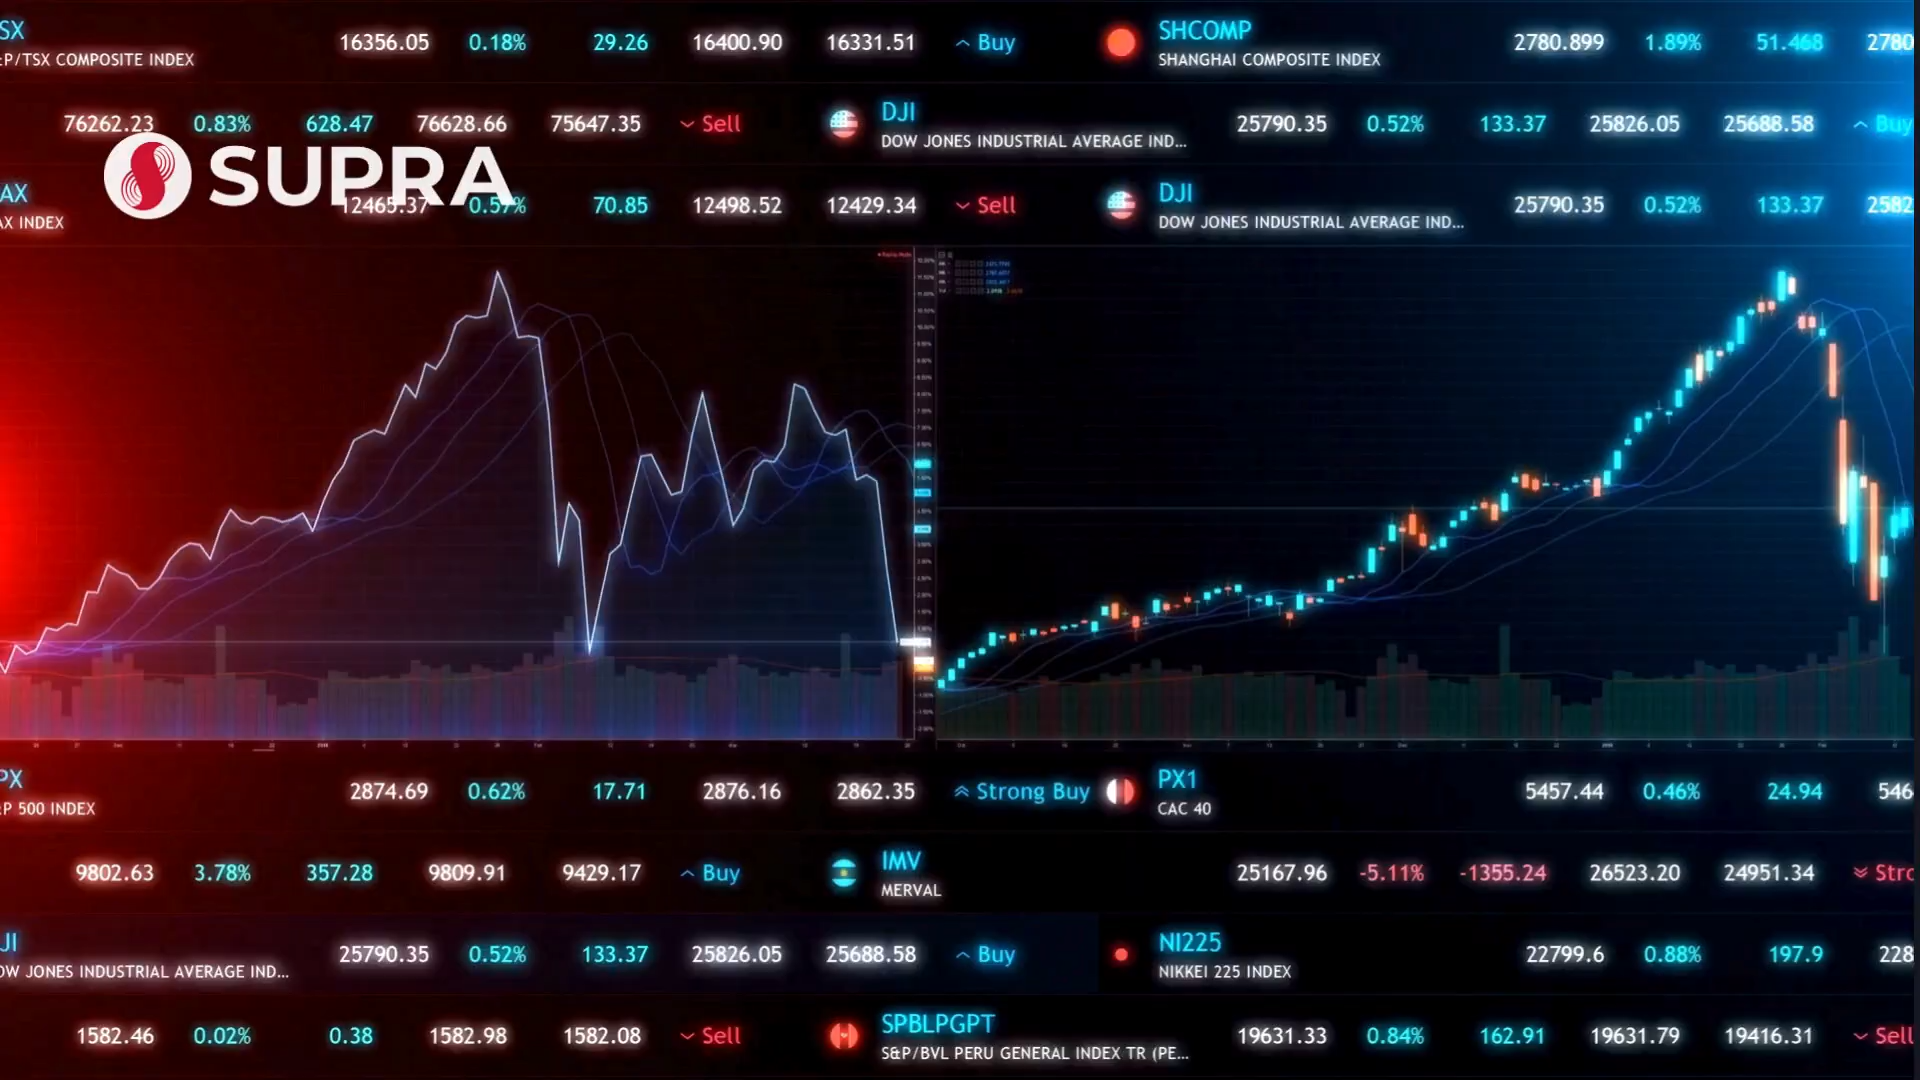 SX 16356.05 0.18% 29.26 16400.90 16331.51 Buy SHCOMP 2780.899 1.89% 51.468 2780
P/TSX COMPOSITE INDEX SHANGHAI COMPOSITE INDEX
76262.23 0.83% 628.47 76628.66 75647.35 Sell DJI 25790.35 0.52% 133.37 25826.05 25688.58 Buy
DOW JONES INDUSTRIAL AVERAGE IND...
SUPRA
AX 12465.37 0.57% 70.85 12498.52 12429.34 Sell DJI 25790.35 0.52% 133.37 2582
AX INDEX DOW JONES INDUSTRIAL AVERAGE IND...
PX 2874.69 0.62% 17.71 2876.16 2862.35 Strong Buy PX1 5457.44 0.46% 24.94 546
P 500 INDEX CAC 40
9802.63 3.78% 357.28 9809.91 9429.17 Buy IMV 25167.96 -5.11% -1355.24 26523.20 24951.34 Stro
MERVAL
JI 25790.35 0.52% 133.37 25826.05 25688.58 Buy NI225 22799.6 0.88% 197.9 228
OW JONES INDUSTRIAL AVERAGE IND... NIKKEI 225 INDEX
1582.46 0.02% 0.38 1582.98 1582.08 Sell SPBLPGPT 19631.33 0.84% 162.91 19631.79 19416.31 Sell
S&P/BVL PERU GENERAL INDEX TR (PE...